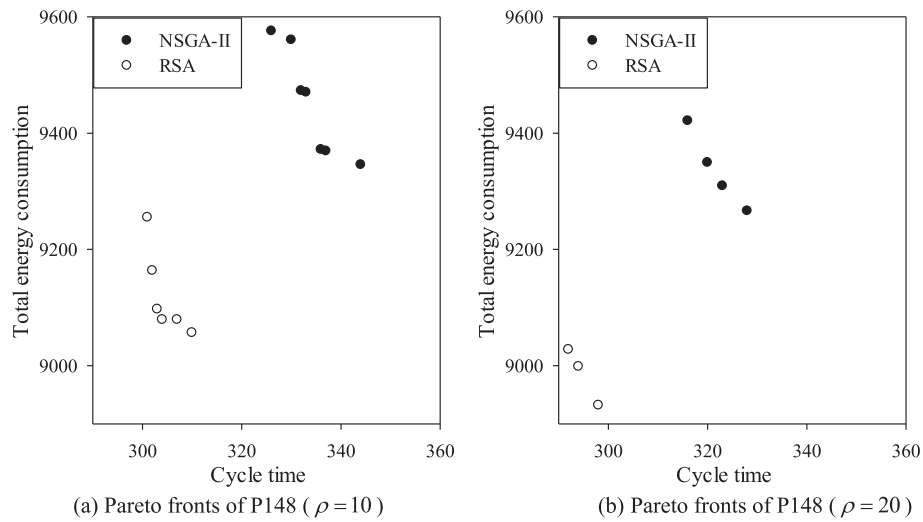 9600
NSGA-II
RSA
9400
9200
9000
Total energy consumption
300
320
340
360
Cycle time
(a) Pareto fronts of P148 ( ρ = 10 )
9600
NSGA-II
RSA
9400
9200
9000
Total energy consumption
300
320
340
360
Cycle time
(b) Pareto fronts of P148 ( ρ = 20 )